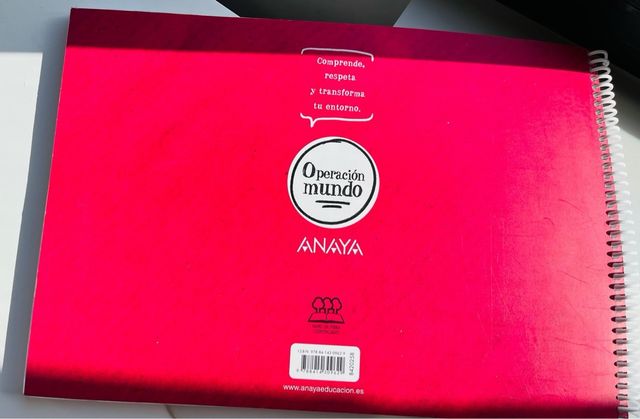 Comprende,
respeta
y transforma
tu entorno.
Operación
mundo
ANAYA
www.anayaeducacion.es